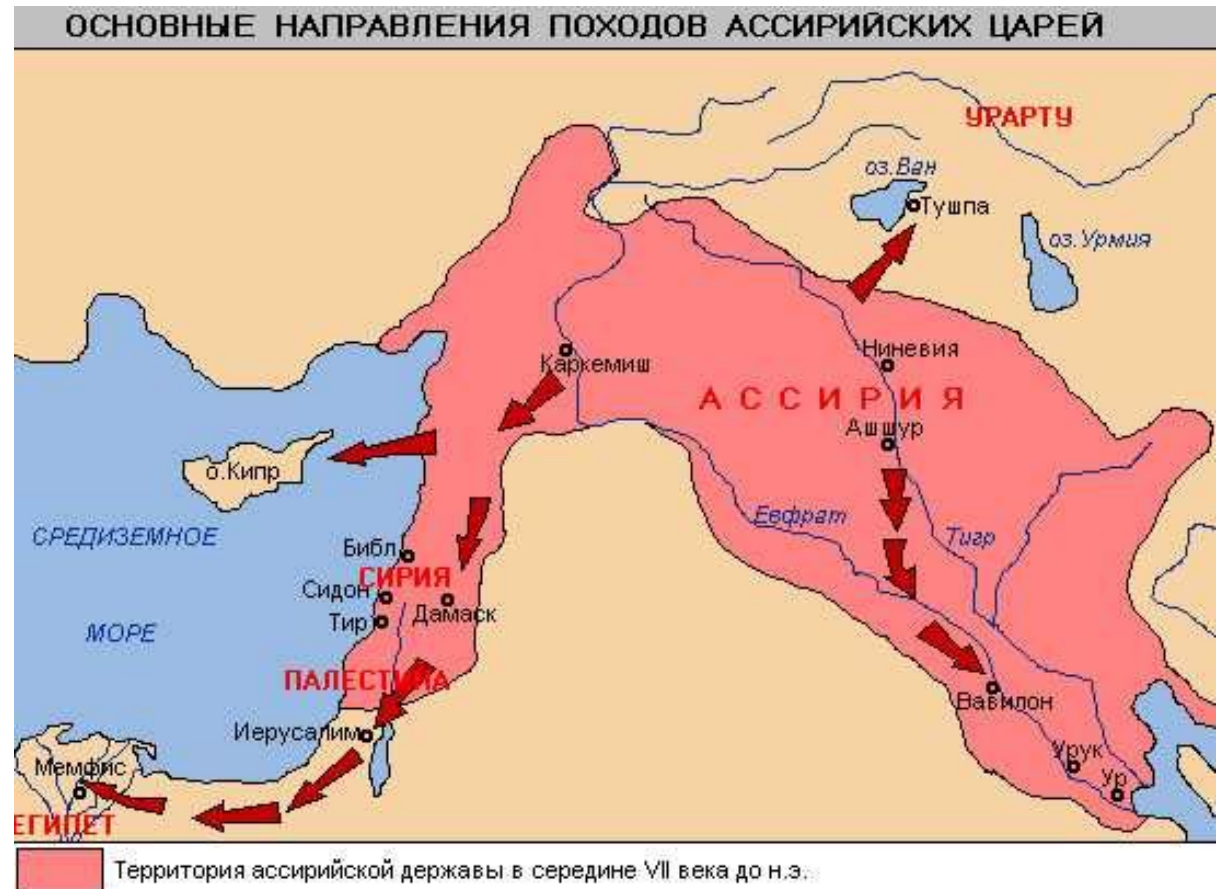 ОСНОВНЫЕ НАПРАВЛЕНИЯ ПОХОДОВ АССИРИЙСКИХ ЦАРЕЙ
УРАРТУ
оз.Ван
Тушпа
оз.Урмия
Каркемиш
Ниневия
АССИРИЯ
Ашшур
о.Кипр
СРЕДИЗЕМНОЕ
МОРЕ
Евфрат
Тигр
Библ
СИРИЯ
Сидон
Дамаск
Тир
ПАЛЕСТИНА
Вавилон
Иерусалим
Урук
Мемфис
Ур
ЕГИПЕТ
Территория ассирийской державы в середине VII века до н.э.